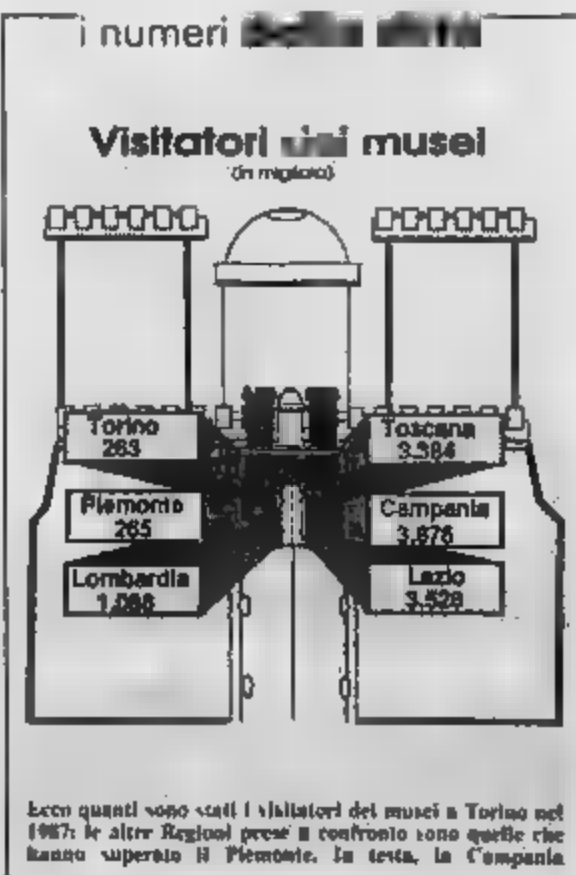 i numeri
Visitatori dei musei
(in migliaia)
Torino
263
Toscana
3.384
Piemonte
265
Campania
3.876
Lombardia
Lazio
3.528
Ecco quanti sono stati i visitatori dei musei a Torino nel
1987: le altre Regioni prese a confronto sono quelle che
hanno superato il Piemonte. In testa, la Campania